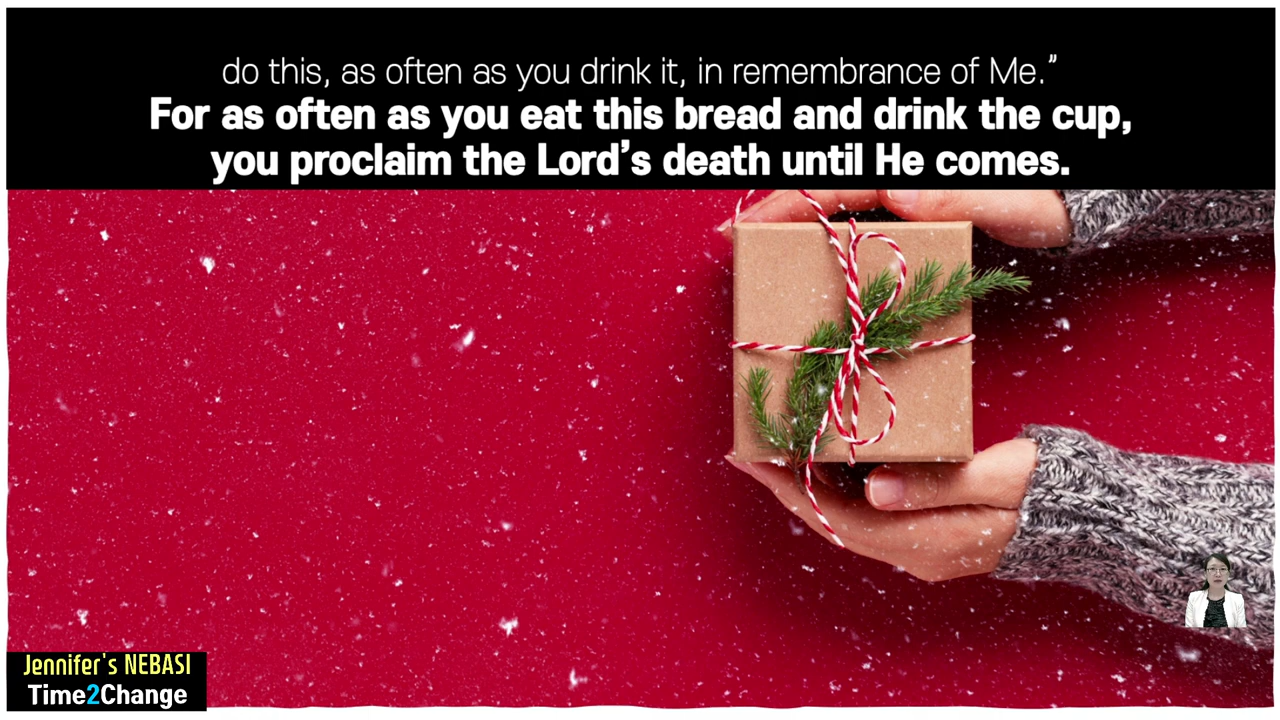 do this, as often as you drink it, in remembrance of Me.”
For as often as you eat this bread and drink the cup,
you proclaim the Lord’s death until He comes.
Jennifer's NEBASI
Time2Change